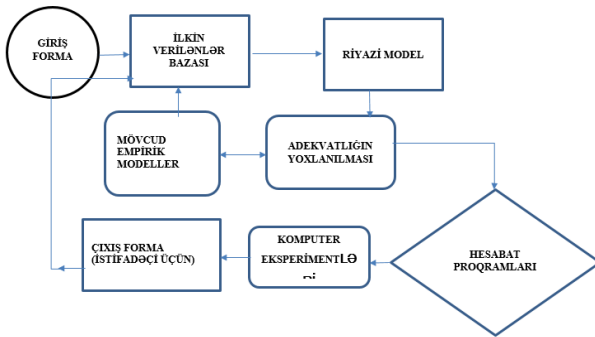 GİRİŞ
FORMA
İLKİN
VERİLƏNLƏR
BAZASI
RİYAZİ MODEL
MÖVCUD
EMPİRİK
MODELLER
ADEKVATLIĞIN
YOXLANILMASI
ÇIXIŞ FORMA
(İSTİFADƏÇİ ÜÇÜN)
KOMPUTER
EKSPERİMENTLƏ
HESABAT
PROQRAMLARI